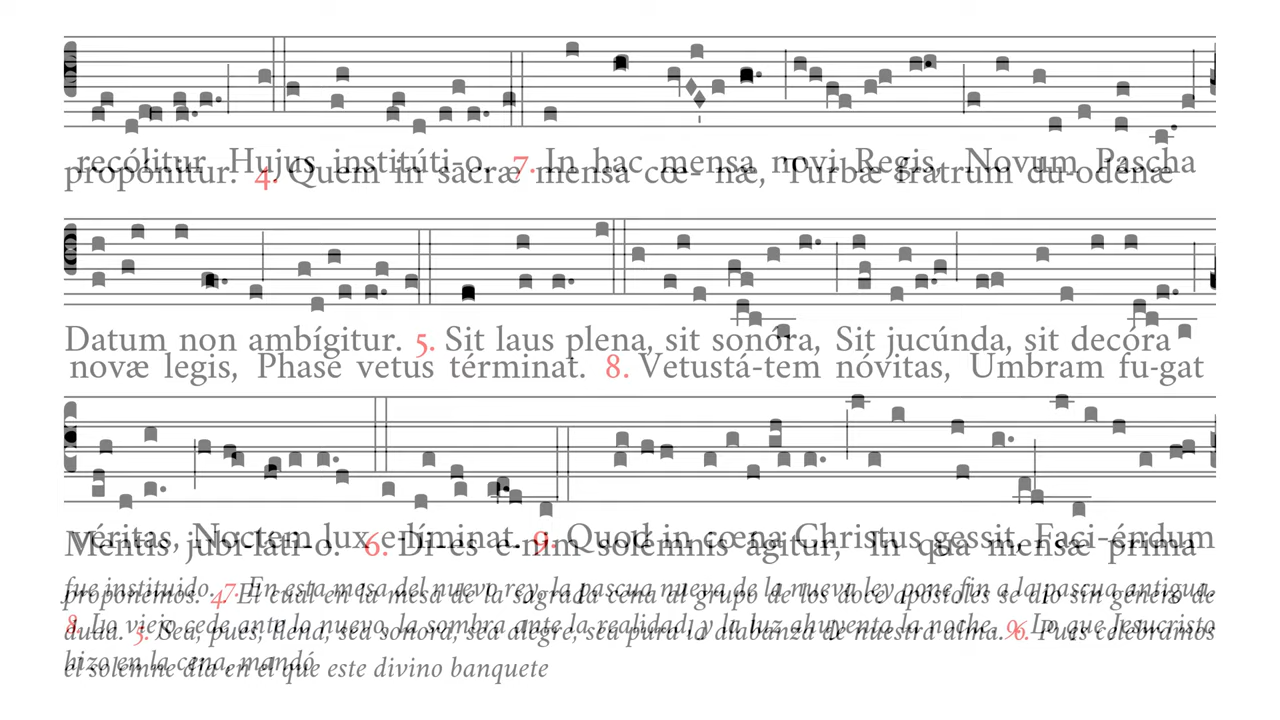 recólitur Hujus institúti-o. 7. In hac mensa novi Regis, Novum Pascha
propónitur. 4. Quem in sacræ mensa cœ- næ, Turbæ fratrum du-odénæ
Datum non ambígitur. 5. Sit laus plena, sit sonóra, Sit jucúnda, sit decóra
novæ legis, Phase vetus términat. 8. Vetustá-tem nóvitas, Umbram fu-gat
véritas, Noctem lux e-líminat. 9. Quod in cœna Christus gessit, Faci-éndum
Mentis jubi-láti-o. 6. Di-es e-nim solémnis ágitur, In qua mensæ prima
fue instituido. 7. En esta mesa del nuevo rey, la pascua nueva de la nueva ley pone fin a la pascua antigua.
proponemos. 4. El cual en la mesa de la sagrada cena al grupo de los doce apóstoles se dio sin género de
8. Lo viejo cede ante lo nuevo, la sombra ante la realidad, y la luz ahuyenta la noche. 9. Lo que Jesucristo
duda. 5. Sea, pues, llena, sea sonora, sea alegre, sea pura la alabanza de nuestra alma. 6. Pues celebramos
hizo en la cena, mandó
el solemne día en el que este divino banquete